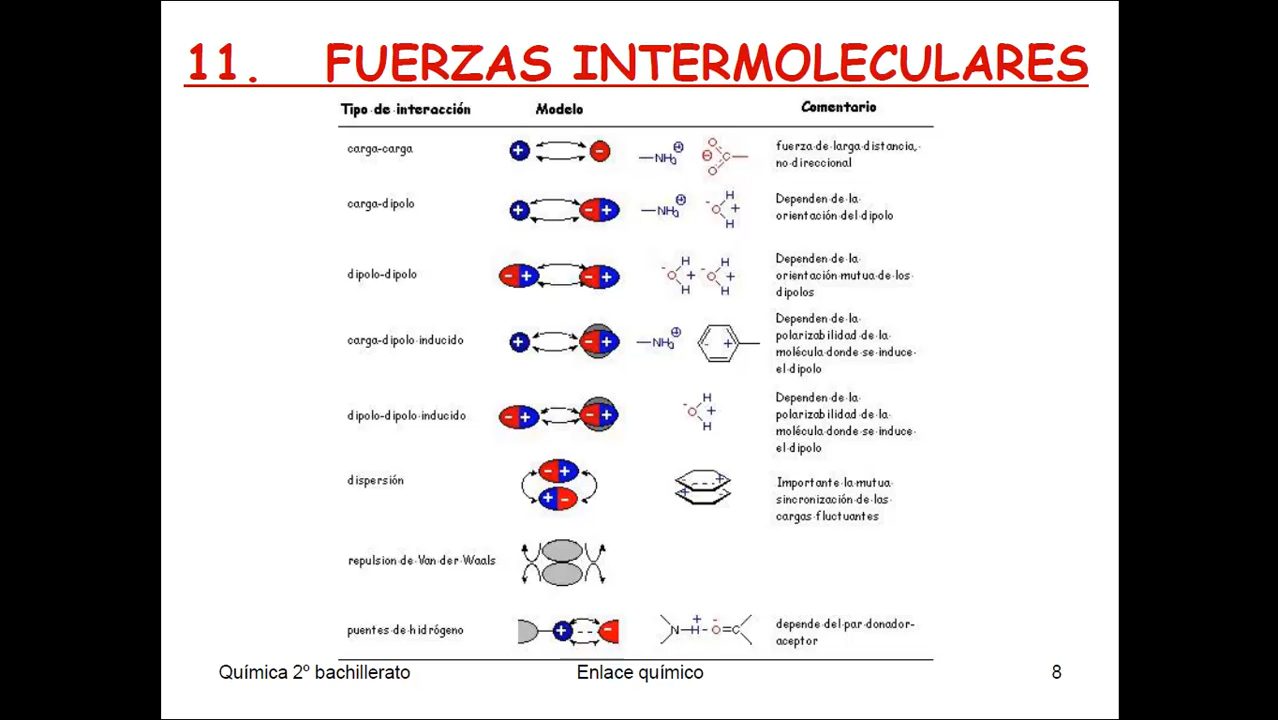 11. FUERZAS INTERMOLECULARES
Tipo de interacción Modelo Comentario
carga-carga + - —NH₃ ⊕ O ⊖ C O fuerza de larga distancia,
no direccional
carga-dipolo + - + —NH₃ ⊕ - O H + H Dependen de la
orientación del dipolo
dipolo-dipolo - + - + - O H + H - O H + H Dependen de la
orientación mutua de los
dipolos
carga-dipolo inducido + - + —NH₃ ⊕ - + Dependen de la
polarizabilidad de la
molécula donde se induce
el dipolo
dipolo-dipolo inducido - + - + - O H + H Dependen de la
polarizabilidad de la
molécula donde se induce
el dipolo
dispersión - + + - - + + - Importante la mutua
sincronización de las
cargas fluctuantes
repulsion de Van der Waals
puentes de hidrógeno + - N—H + - O=C depende del par donador-
aceptor
Química 2º bachillerato Enlace químico 8